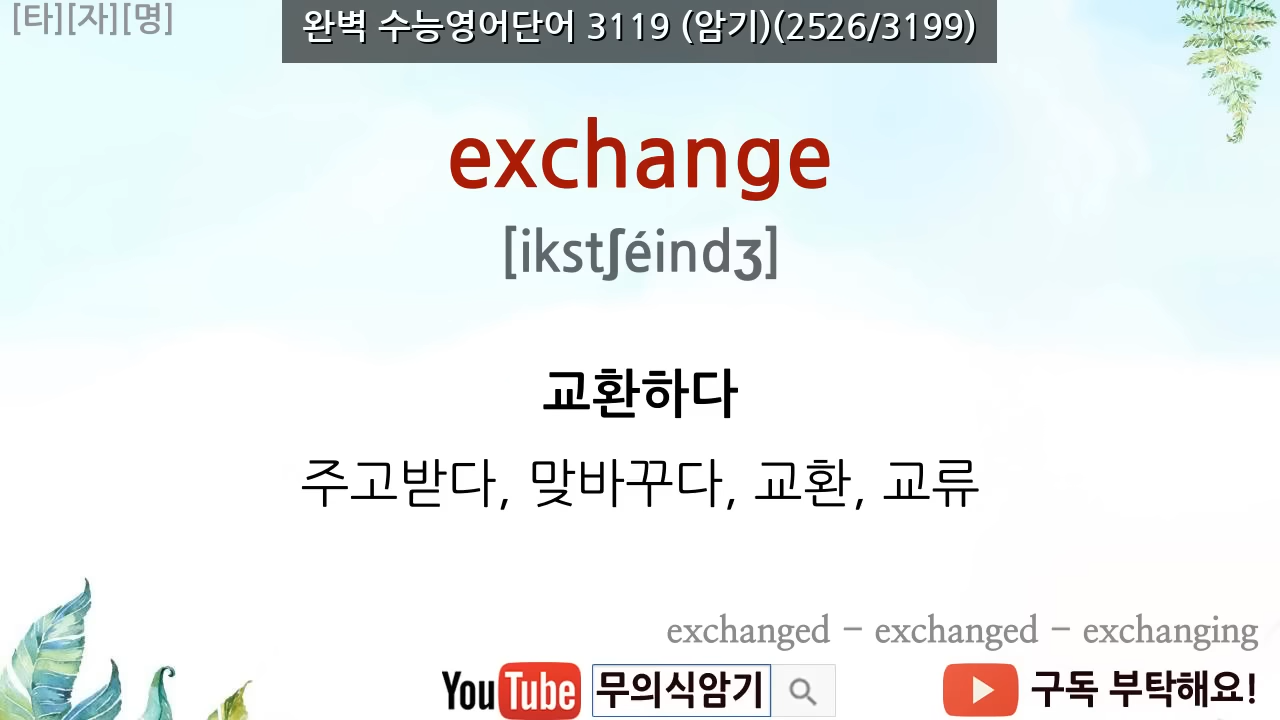 [타][자][명]
완벽 수능영어단어 3119 (암기)(2526/3199)
exchange
[ikstʃéindʒ]
교환하다
주고받다, 맞바꾸다, 교환, 교류
exchanged - exchanged - exchanging
YouTube 무의식암기
구독 부탁해요!